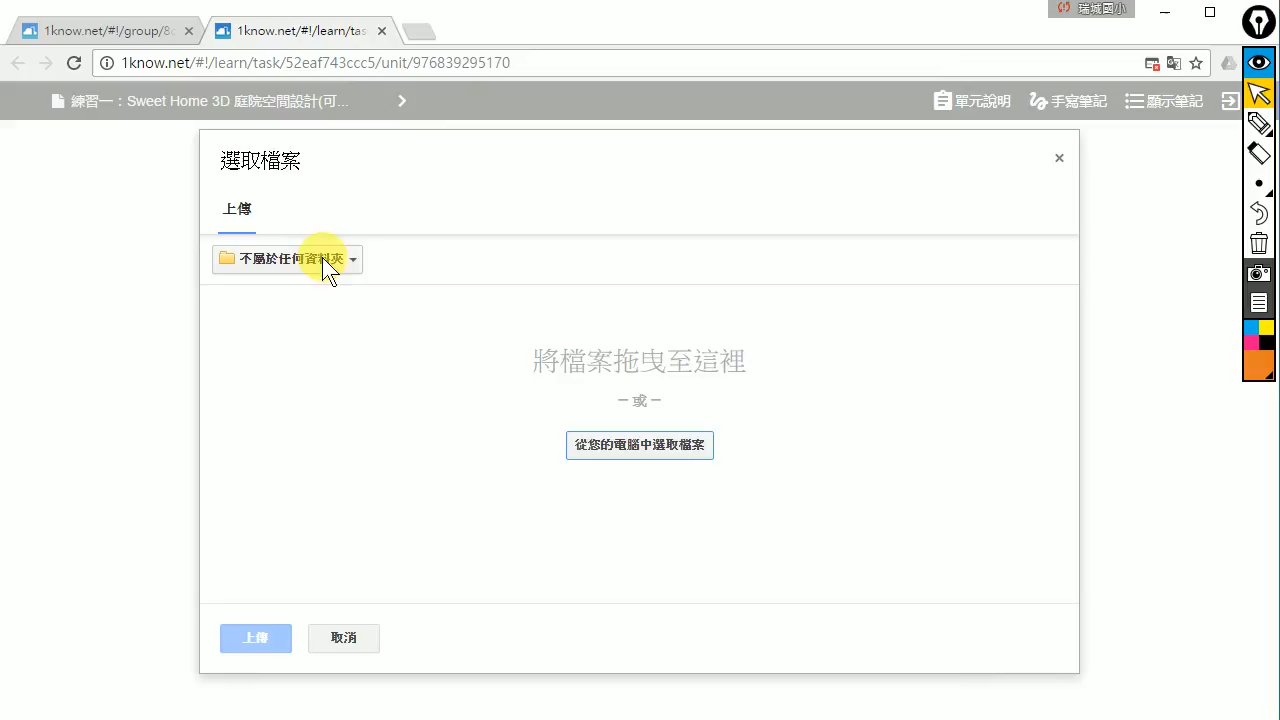 瑞城國小
1know.net/#!/group/8c
1know.net/#!/learn/tas
1know.net/#!/learn/task/52eaf743ccc5/unit/976839295170
練習一：Sweet Home 3D 庭院空間設計(可...
單元說明
手寫筆記
顯示筆記
選取檔案
上傳
不屬於任何資料夾
將檔案拖曳至這裡
— 或 —
從您的電腦中選取檔案
上傳
取消